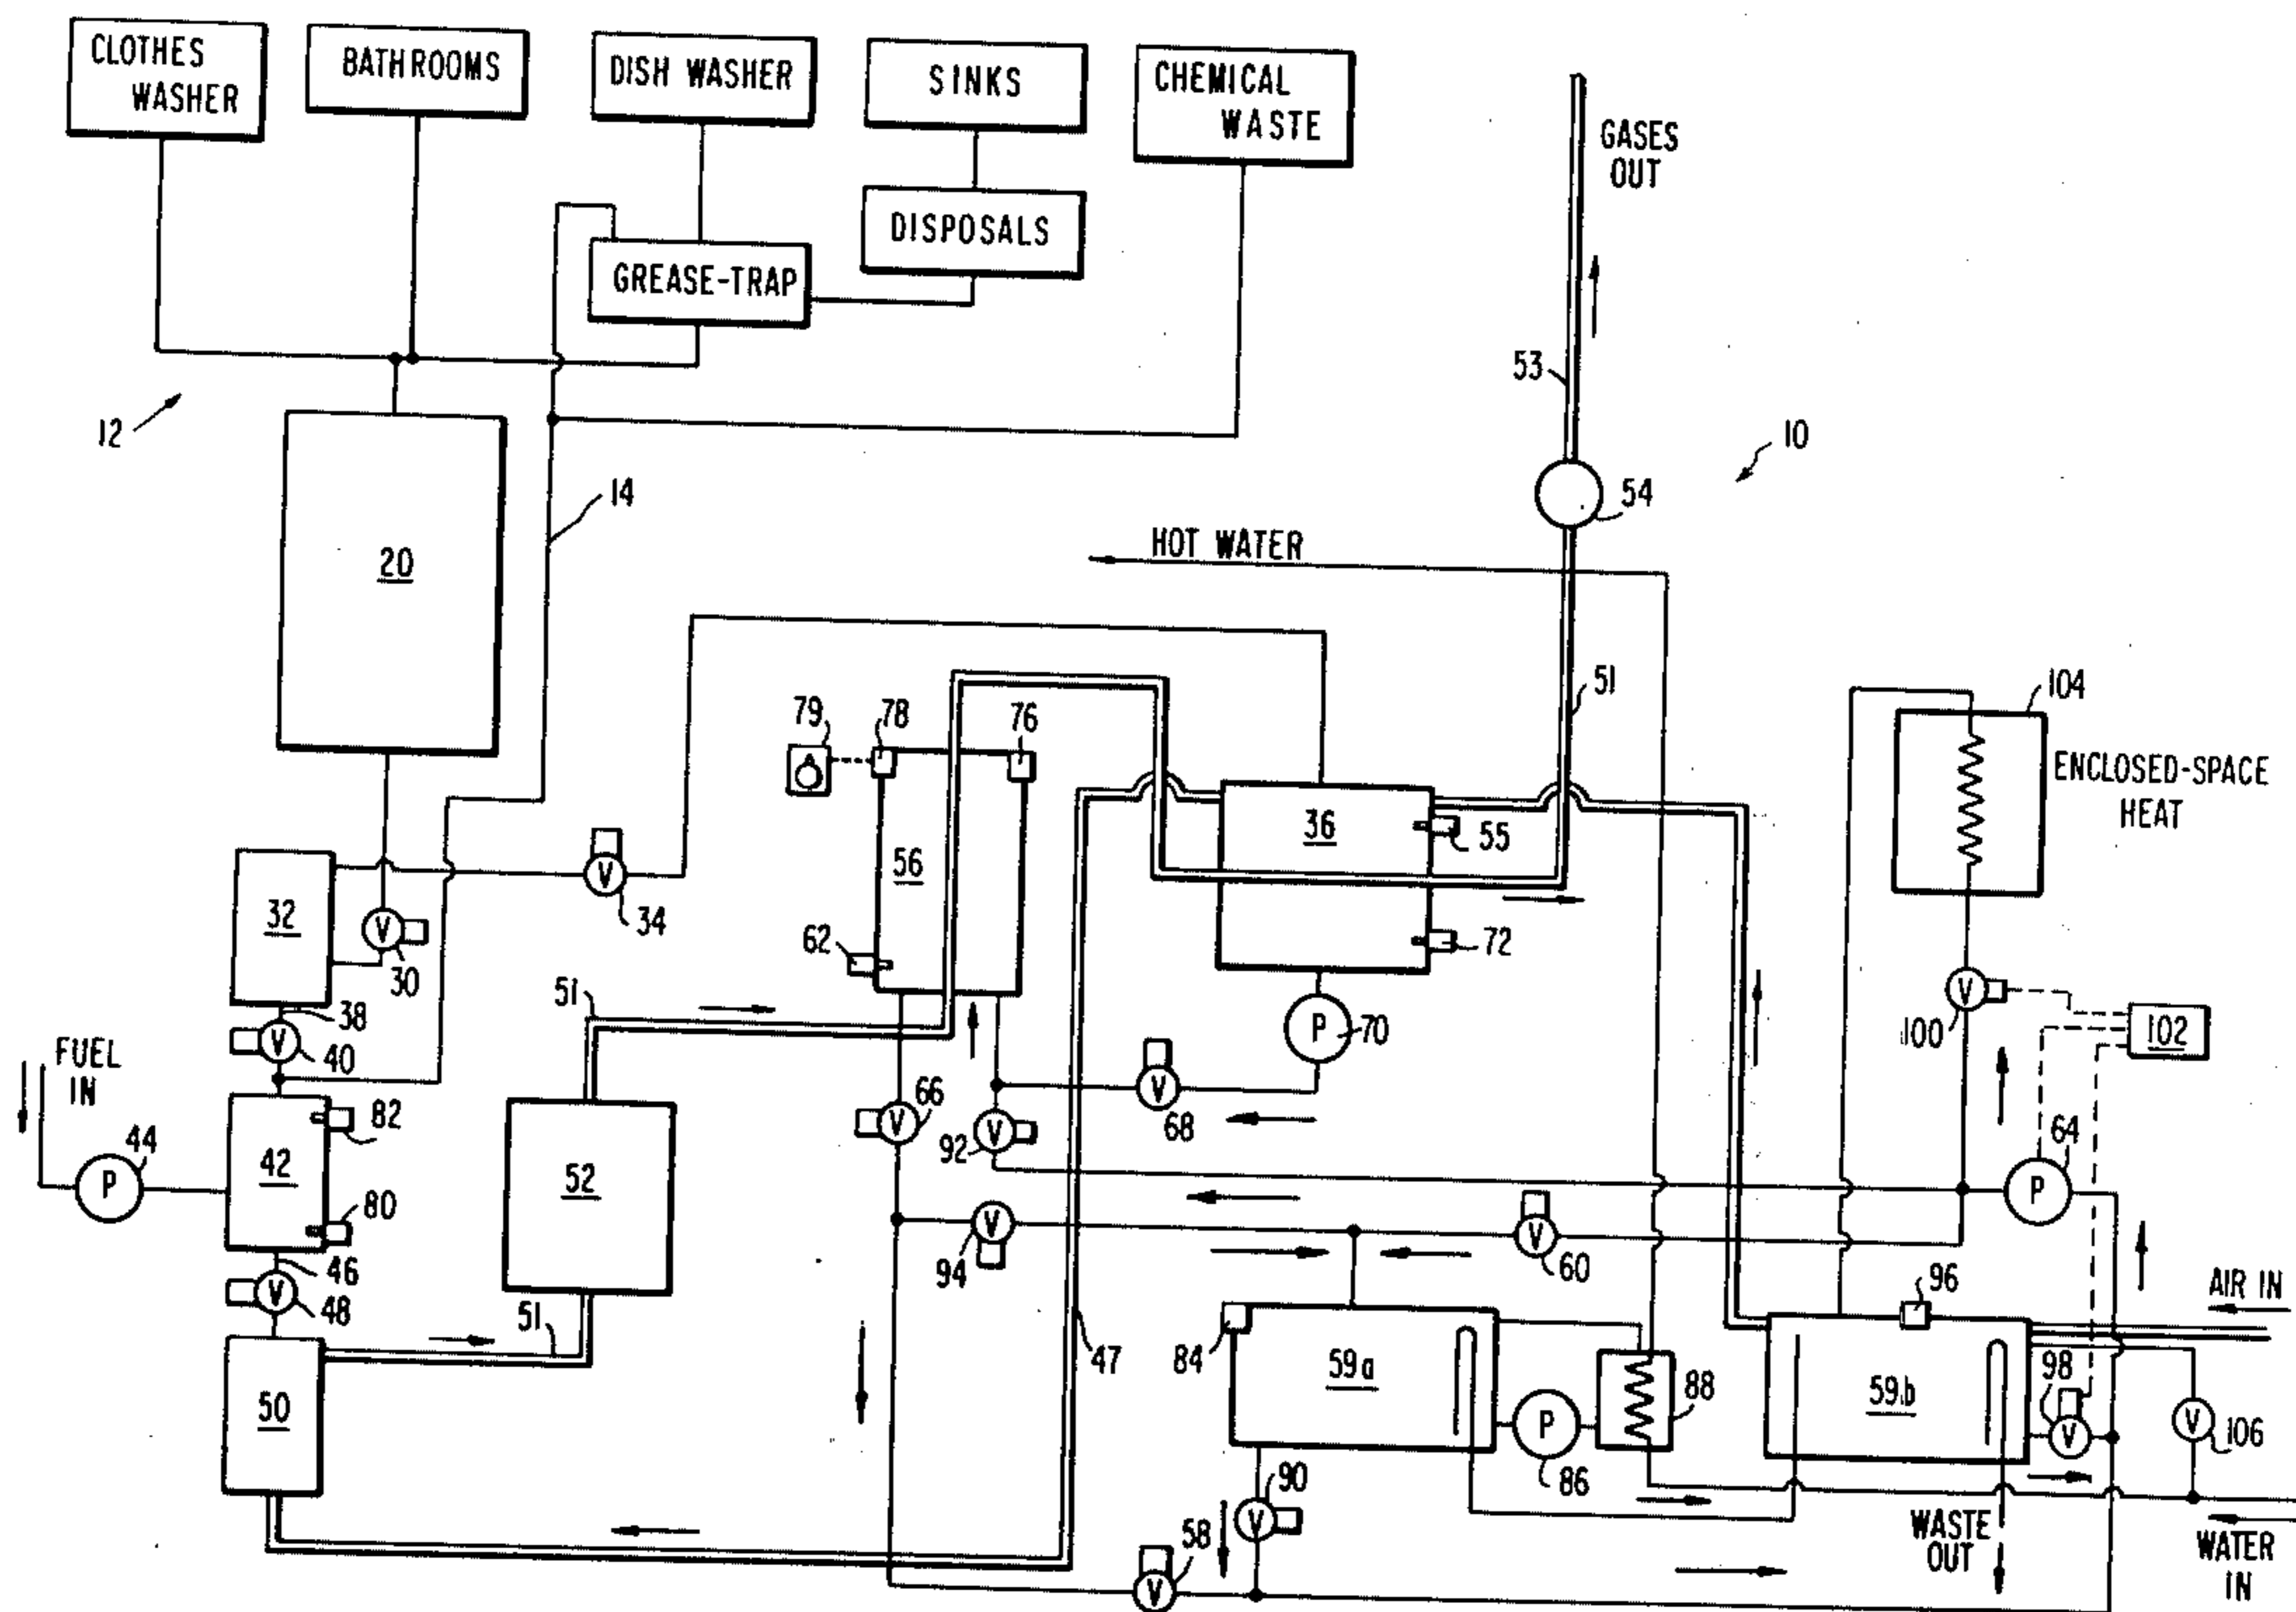 CLOTHES
WASHER
BATHROOMS
DISH WASHER
SINKS
CHEMICAL
WASTE
GASES
OUT
DISPOSALS
GREASE-TRAP
53
12
10
14
54
HOT WATER
20
51
104
79
78
76
ENCLOSED-SPACE
HEAT
36
55
56
32
34
62
72
30
51
38
100
102
70
40
FUEL
IN
P
V
82
66
68
64
44
92
42
52
80
46
94
60
96
AIR IN
48
51
84
47
59a
88
59b
98
50
106
86
90
58
WASTE
OUT
WATER
IN
V
V
V
V
P
V
V
V
P
P
V
V
V
P
V
V
V
V